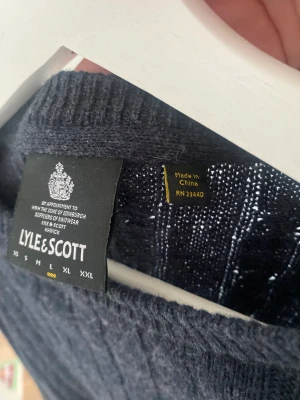 BY APPOINTMENT TO
HRH THE DUKE OF EDINBURGH
SUPPLIERS OF KNITWEAR
LYLE & SCOTT
HAWICK
LYLE&SCOTT
XS S M L XL XXL
Made in
China
RN 23440